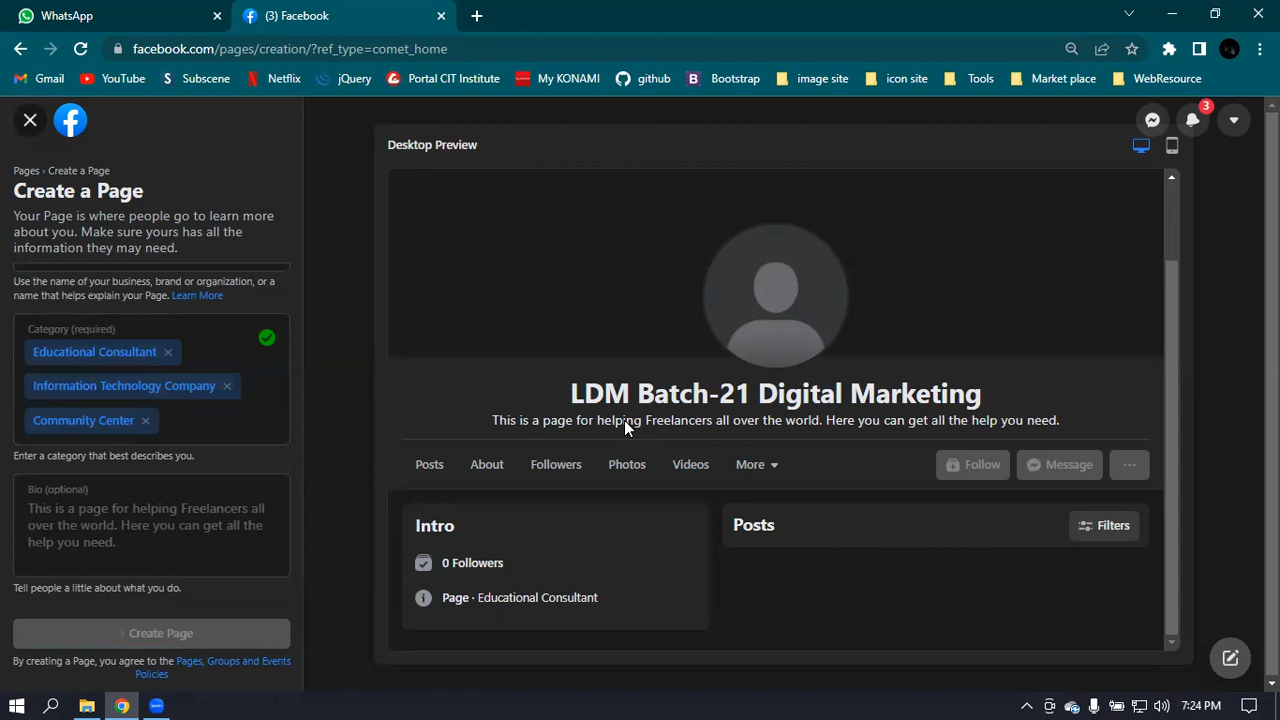 WhatsApp
(3) Facebook
facebook.com/pages/creation/?ref_type=comet_home
Gmail
YouTube
Subscene
Netflix
jQuery
Portal CIT Institute
My KONAMI
github
Bootstrap
image site
icon site
Tools
Market place
WebResource
3
Pages › Create a Page
Create a Page
Your Page is where people go to learn more
about you. Make sure yours has all the
information they may need.
Use the name of your business, brand or organization, or a
name that helps explain your Page. Learn More
Category (required)
Educational Consultant
Information Technology Company
Community Center
Enter a category that best describes you.
Bio (optional)
This is a page for helping Freelancers all
over the world. Here you can get all the
help you need.
Tell people a little about what you do.
Create Page
By creating a Page, you agree to the Pages, Groups and Events
Policies
Desktop Preview
LDM Batch-21 Digital Marketing
This is a page for helping Freelancers all over the world. Here you can get all the help you need.
Posts
About
Followers
Photos
Videos
More
Follow
Message
Intro
0 Followers
Page · Educational Consultant
Posts
Filters
7:24 PM